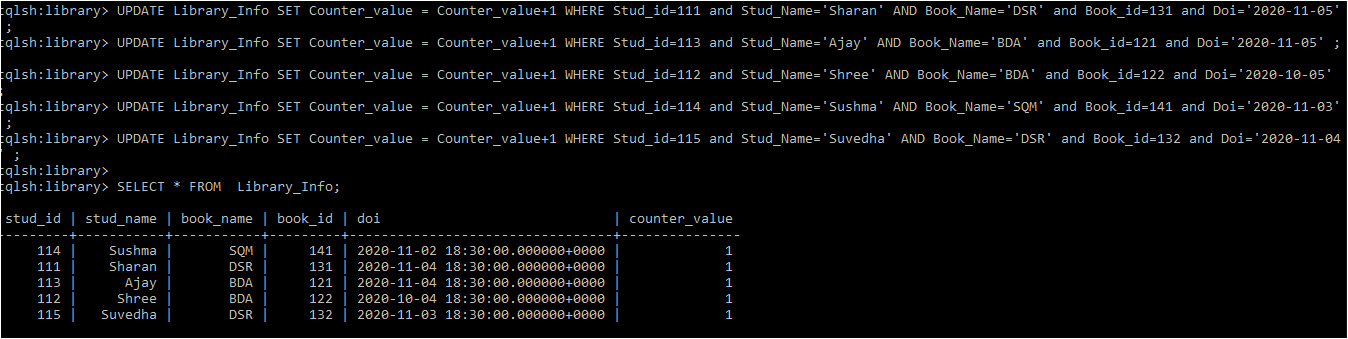 cqlsh:library> UPDATE Library_Info SET Counter_value = Counter_value+1 WHERE Stud_id=111 and Stud_Name='Sharan' AND Book_Name='DSR' and Book_id=131 and Doi='2020-11-05'
;
cqlsh:library> UPDATE Library_Info SET Counter_value = Counter_value+1 WHERE Stud_id=113 and Stud_Name='Ajay' AND Book_Name='BDA' and Book_id=121 and Doi='2020-11-05' ;
cqlsh:library> UPDATE Library_Info SET Counter_value = Counter_value+1 WHERE Stud_id=112 and Stud_Name='Shree' AND Book_Name='BDA' and Book_id=122 and Doi='2020-10-05'
;
cqlsh:library> UPDATE Library_Info SET Counter_value = Counter_value+1 WHERE Stud_id=114 and Stud_Name='Sushma' AND Book_Name='SQM' and Book_id=141 and Doi='2020-11-03'
;
cqlsh:library> UPDATE Library_Info SET Counter_value = Counter_value+1 WHERE Stud_id=115 and Stud_Name='Suvedha' AND Book_Name='DSR' and Book_id=132 and Doi='2020-11-04
' ;
cqlsh:library>
cqlsh:library> SELECT * FROM  Library_Info;
stud_id | stud_name | book_name | book_id | doi                             | counter_value
---------+-----------+-----------+---------+---------------------------------+---------------
114 | Sushma | SQM | 141 | 2020-11-02 18:30:00.000000+0000 | 1
111 | Sharan | DSR | 131 | 2020-11-04 18:30:00.000000+0000 | 1
113 | Ajay | BDA | 121 | 2020-11-04 18:30:00.000000+0000 | 1
112 | Shree | BDA | 122 | 2020-10-04 18:30:00.000000+0000 | 1
115 | Suvedha | DSR | 132 | 2020-11-03 18:30:00.000000+0000 | 1